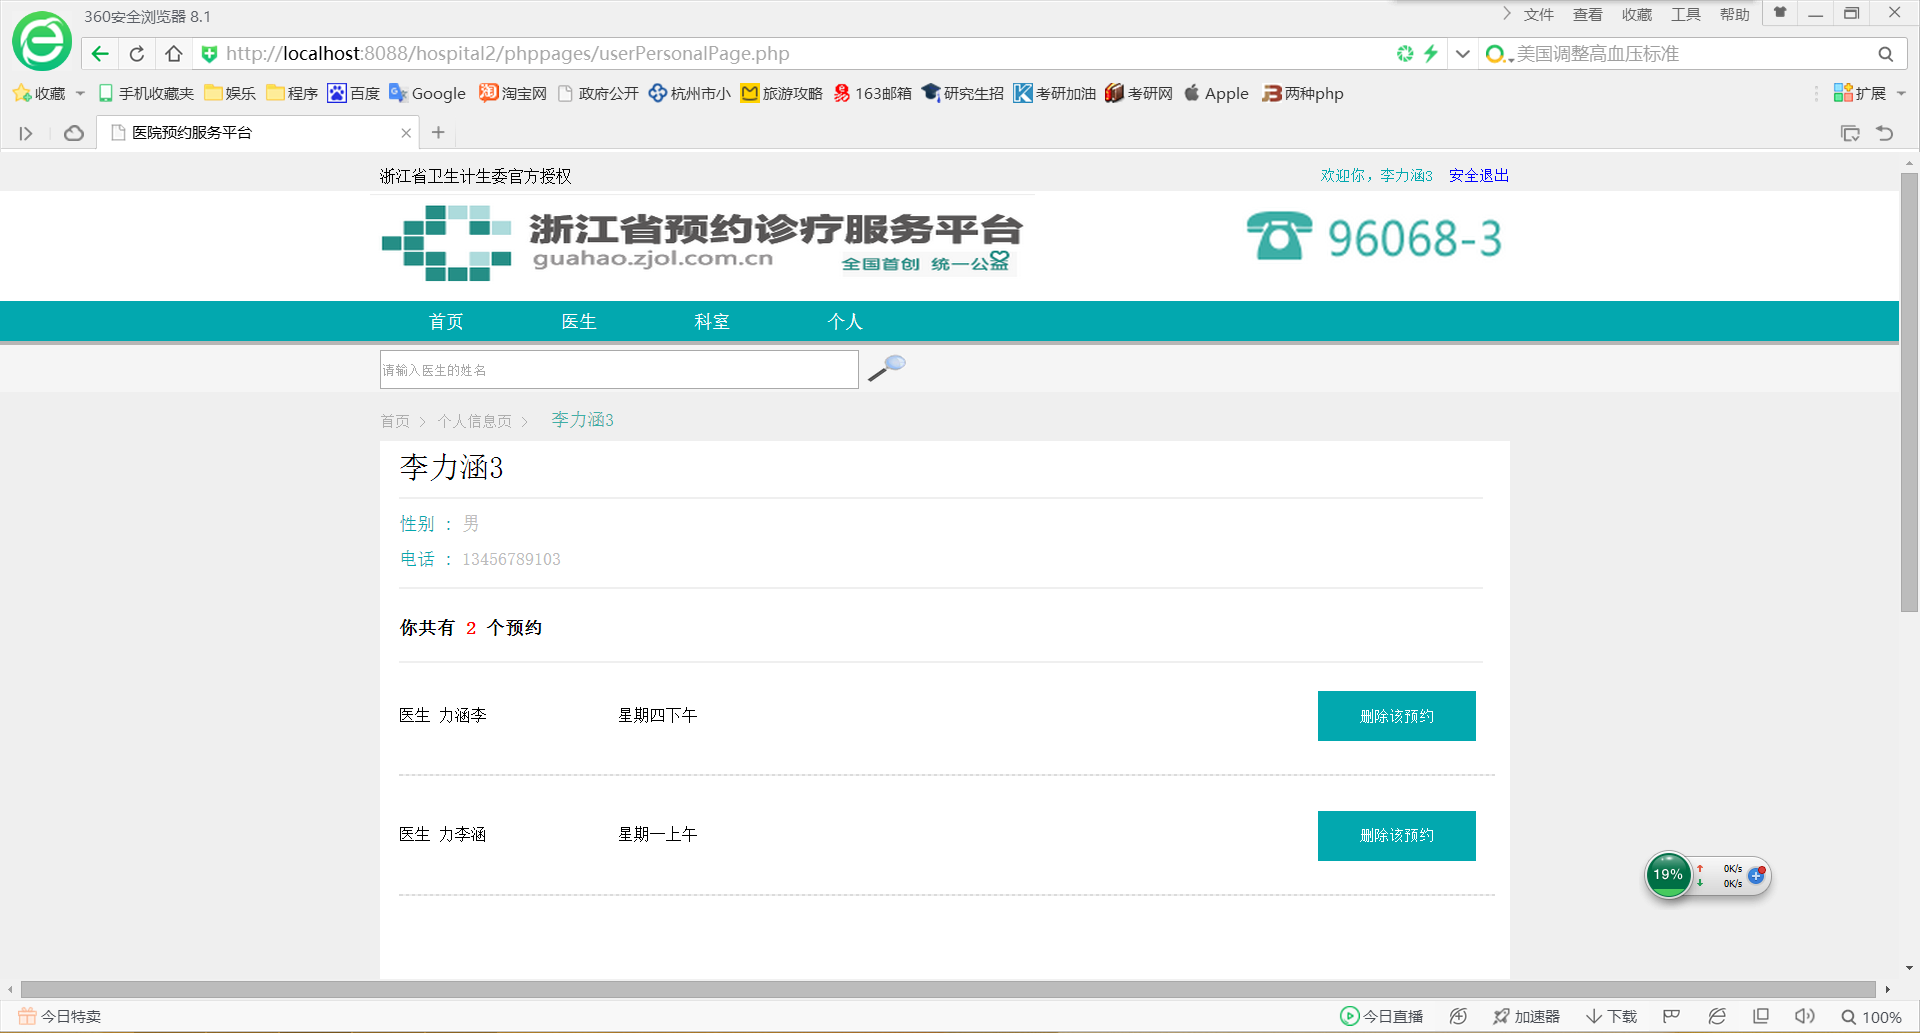 360安全浏览器 8.1
文件 查看 收藏 工具 帮助
http://localhost:8088/hospital2/phppages/userPersonalPage.php
美国调整高血压标准
收藏 手机收藏夹 娱乐 程序 百度 Google 淘宝网 政府公开 杭州市小 旅游攻略 163邮箱 研究生招 考研加油 考研网 Apple 两种php 扩展
医院预约服务平台
浙江省卫生计生委官方授权
欢迎你，李力涵3 安全退出
浙江省预约诊疗服务平台
guahao.zjol.com.cn
全国首创 统一公益
96068-3
首页 医生 科室 个人
请输入医生的姓名
首页 > 个人信息页 > 李力涵3
李力涵3
性别 ： 男
电话 ： 13456789103
你共有 2 个预约
医生 力涵李 星期四下午 删除该预约
医生 力李涵 星期一上午 删除该预约
19%
0K/s
0K/s
今日特卖
今日直播 加速器 下载 100%